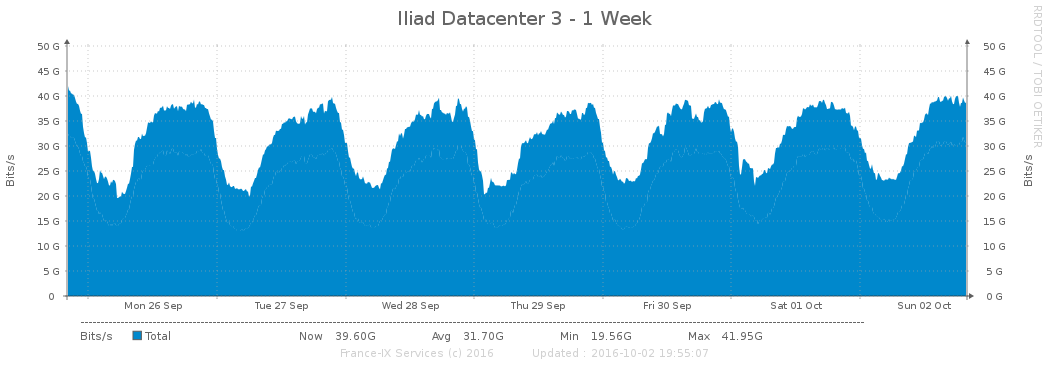 Iliad Datacenter 3 - 1 Week
RRDTOOL / TOBI OETIKER
Bits/s
50 G 50 G
45 G 45 G
40 G 40 G
35 G 35 G
30 G 30 G
25 G 25 G
20 G 20 G
15 G 15 G
10 G 10 G
5 G 5 G
0 0 G
Bits/s
Mon 26 Sep Tue 27 Sep Wed 28 Sep Thu 29 Sep Fri 30 Sep Sat 01 Oct Sun 02 Oct
Bits/s Total Now 39.60G Avg 31.70G Min 19.56G Max 41.95G
France-IX Services (c) 2016 Updated : 2016-10-02 19:55:07